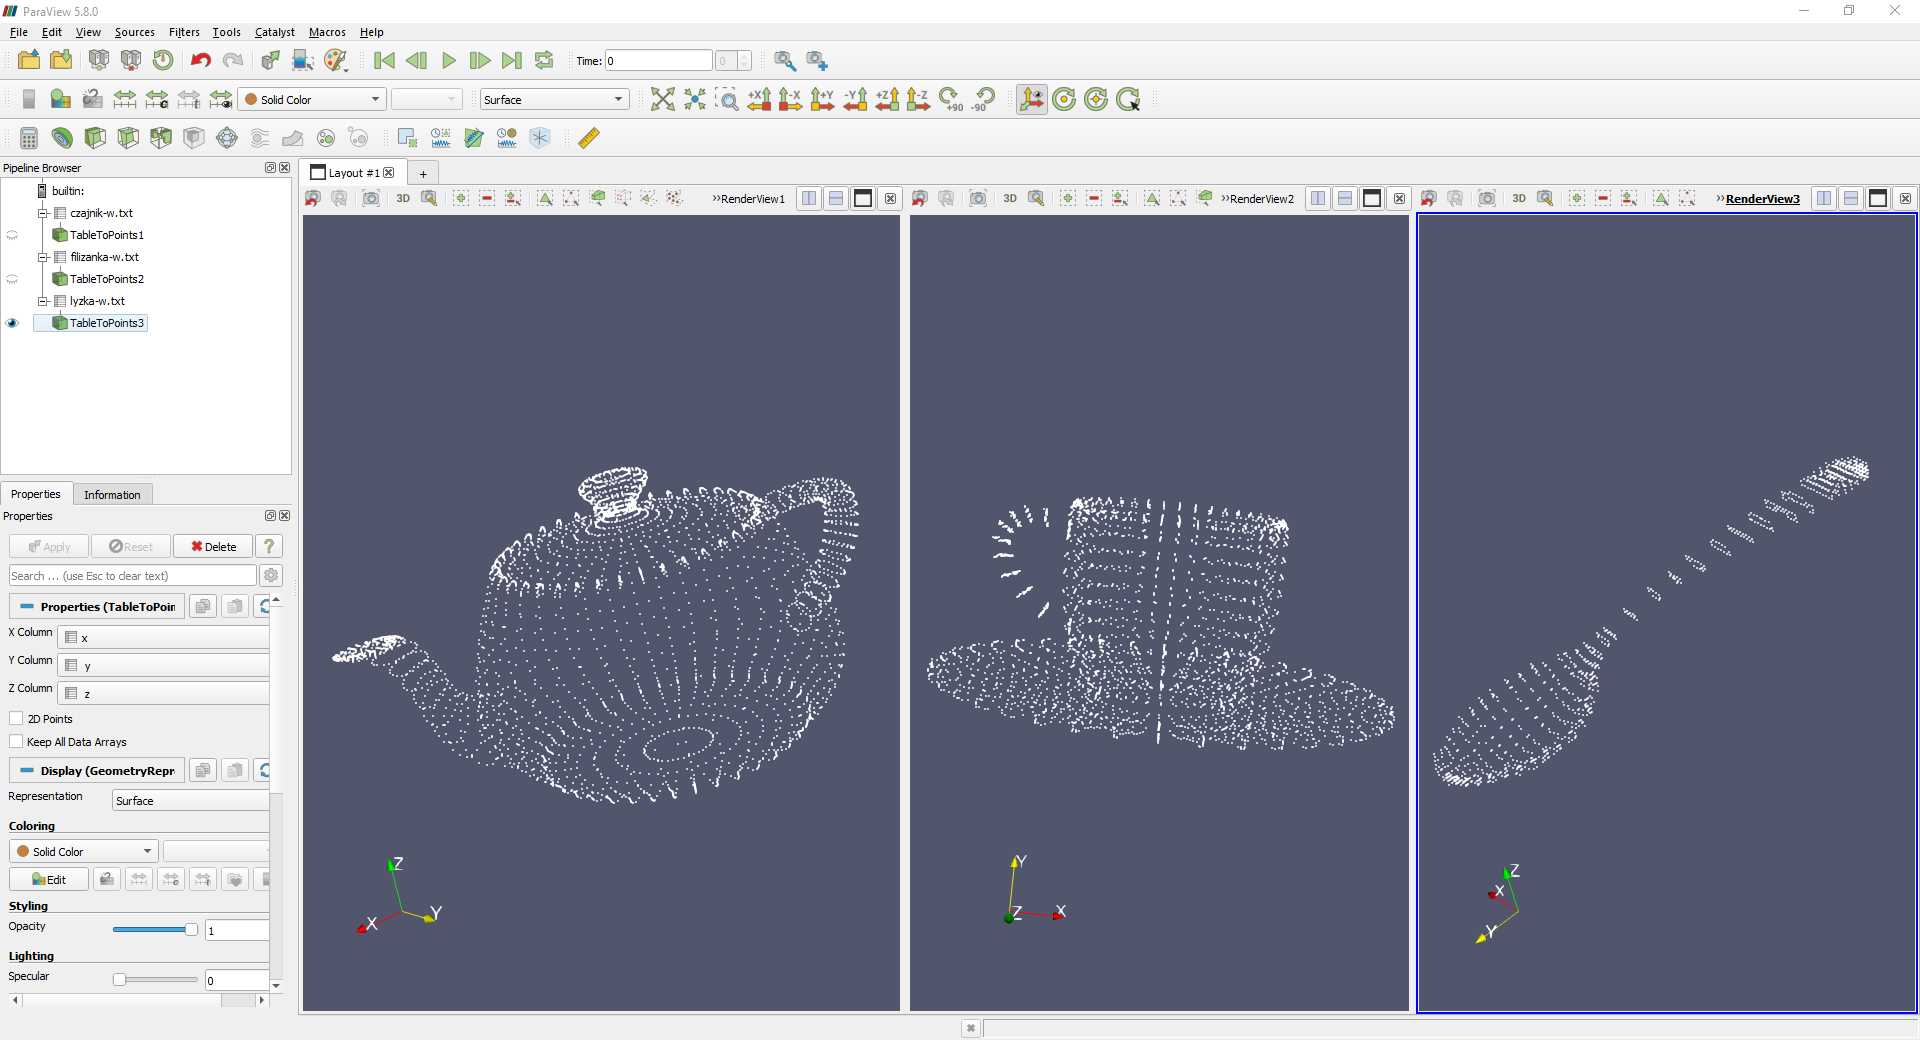 ParaView 5.8.0
File Edit View Sources Filters Tools Catalyst Macros Help
Time: 0 0
Solid Color Surface +X -X +Y -Y +Z -Z +90 -90
Pipeline Browser
Layout #1 +
builtin:
3D »RenderView1
3D »RenderView2
3D »RenderView3
czajnik-w.txt
TableToPoints1
filizanka-w.txt
TableToPoints2
lyzka-w.txt
TableToPoints3
Properties Information
Properties
Apply Reset Delete ?
Search ... (use Esc to clear text)
Properties (TableToPoin
X Column x
Y Column y
Z Column z
2D Points
Keep All Data Arrays
Display (GeometryRepr
Representation Surface
Coloring
Solid Color
Edit
Styling
Opacity 1
Lighting
Specular 0
Z
X
Y
Y
Z
X
Z
X
Y